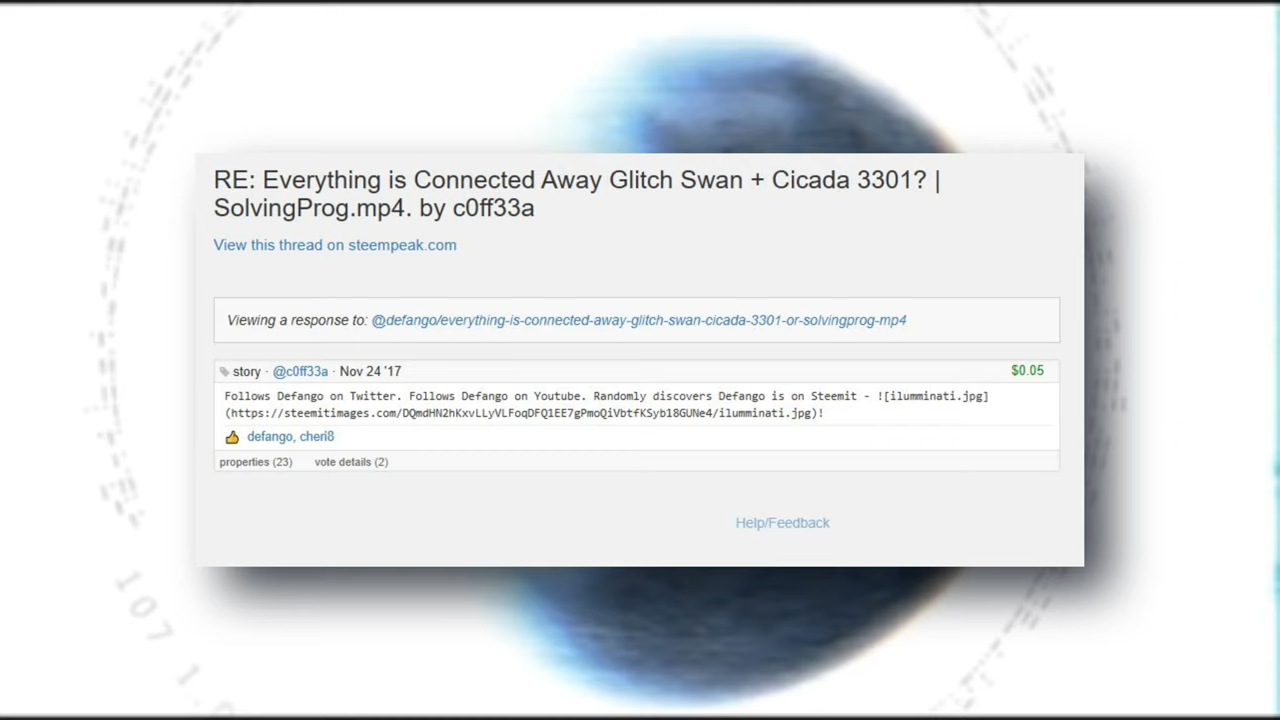 RE: Everything is Connected Away Glitch Swan + Cicada 3301? |
SolvingProg.mp4. by c0ff33a
View this thread on steempeak.com
Viewing a response to: @defango/everything-is-connected-away-glitch-swan-cicada-3301-or-solvingprog-mp4
story · @c0ff33a · Nov 24 '17 $0.05
Follows Defango on Twitter. Follows Defango on Youtube. Randomly discovers Defango is on Steemit - ![ilumminati.jpg]
(https://steemitimages.com/DQmdHN2hKxvLLyVLFoqDFQ1EE7gPmoQiVbtfKSyb18GUNe4/ilumminati.jpg)!
defango, cheri8
properties (23) vote details (2)
Help/Feedback
107